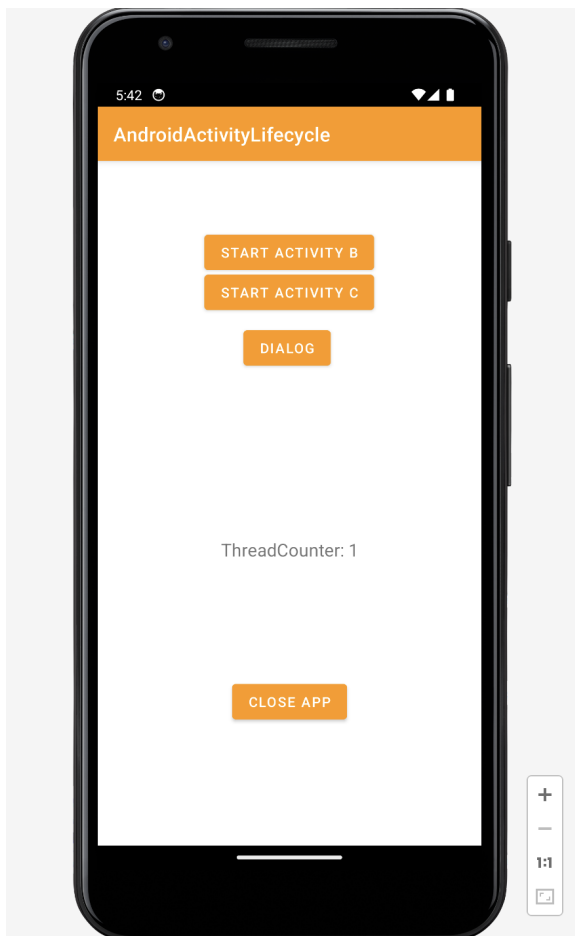 5:42
AndroidActivityLifecycle
START ACTIVITY B
START ACTIVITY C
DIALOG
ThreadCounter: 1
CLOSE APP
1:1